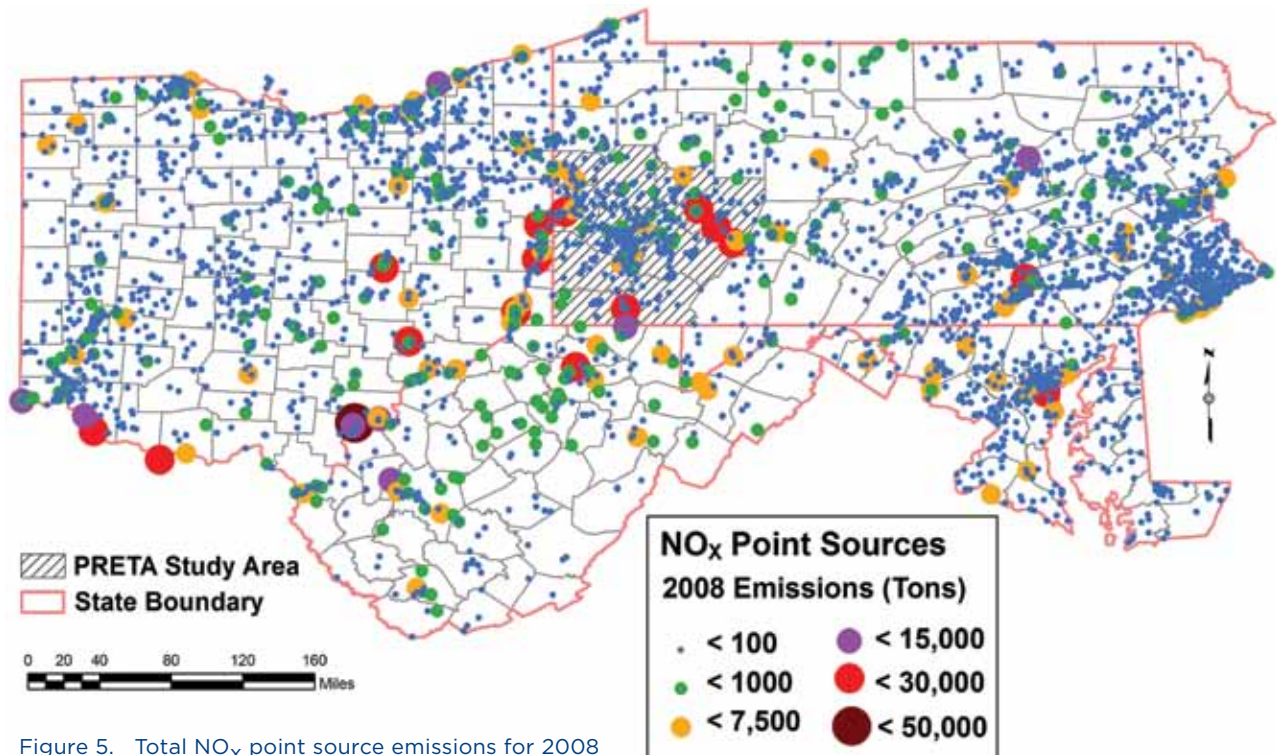 z
PRETA Study Area
State Boundary
0 20 40 80 120 160
Miles
NOX Point Sources
2008 Emissions (Tons)
< 100
< 1000
< 7,500
< 15,000
< 30,000
< 50,000
Figure 5. Total NOX point source emissions for 2008